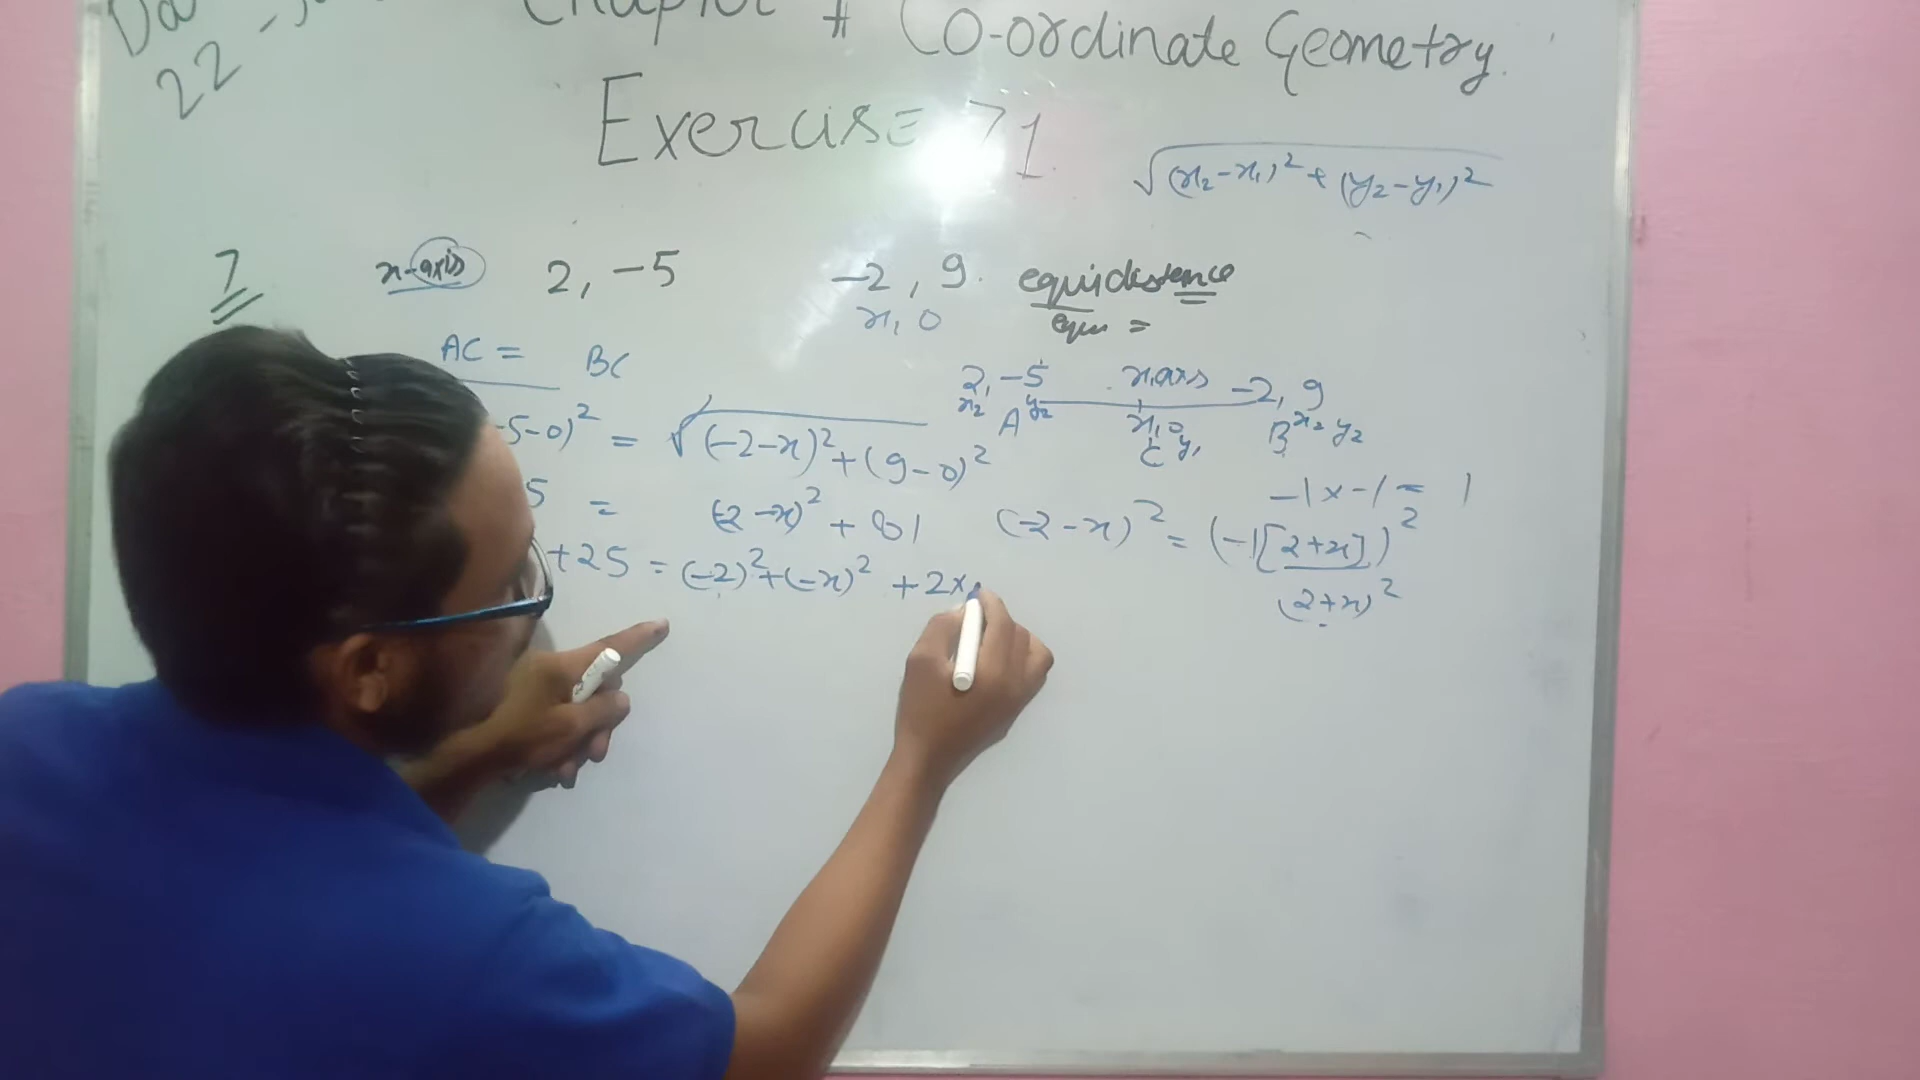 22
Co-ordinate Geometry.
Exercise 7.1
√(x₂-x₁)² + (y₂-y₁)²
7
x-axis 2, -5 -2, 9. equidistence
x, 0 equ =
AC = BC
2, -5 x axis -2, 9
x₂ y₂ A x, 0 B x₂ y₂
C y₁
-5-0)² = √(-2-x)² + (9-0)²
-1 x -1 = 1
5 = (-2-x)² + 81 (-2-x)² = (-1[2+x])²
+25 = (-2)² + (-x)² + 2x
(2+x)²